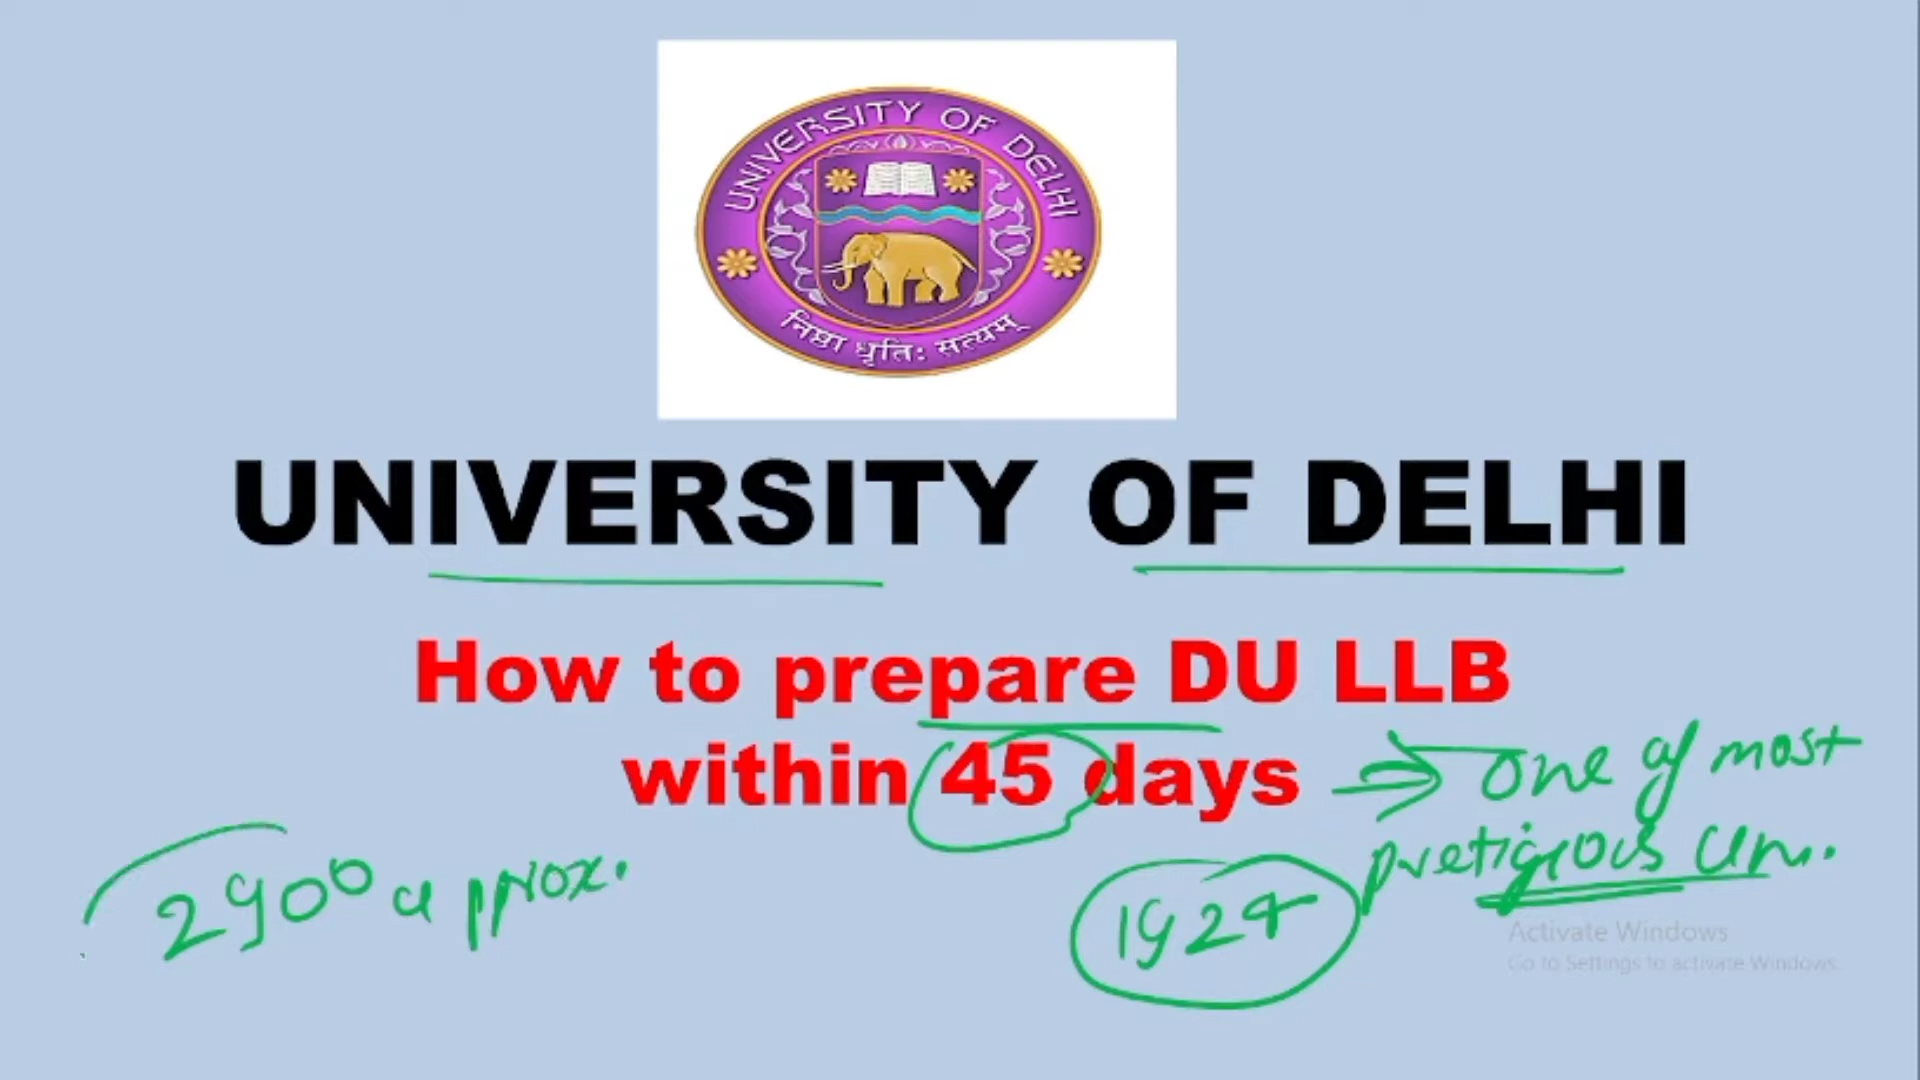 UNIVERSITY OF DELHI
निष्ठा धृतिः सत्यम्
UNIVERSITY OF DELHI
How to prepare DU LLB
within 45 days
one of most
pretigious uni.
2900 approx.
1924
Activate Windows
Go to Settings to activate Windows.